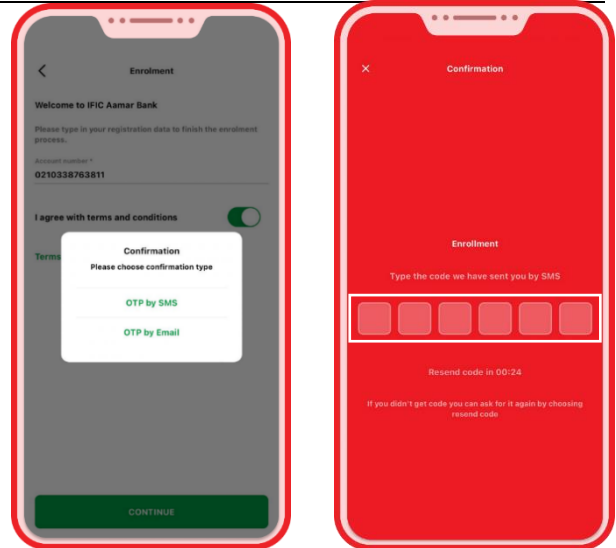 Enrolment
Welcome to IFIC Aamar Bank
Please type in your registration data to finish the enrolment
process.
Account number *
0210338763811
I agree with terms and conditions
Terms
Confirmation
Please choose confirmation type
OTP by SMS
OTP by Email
CONTINUE
Confirmation
Enrollment
Type the code we have sent you by SMS
Resend code in 00:24
If you didn't get code you can ask for it again by choosing
resend code